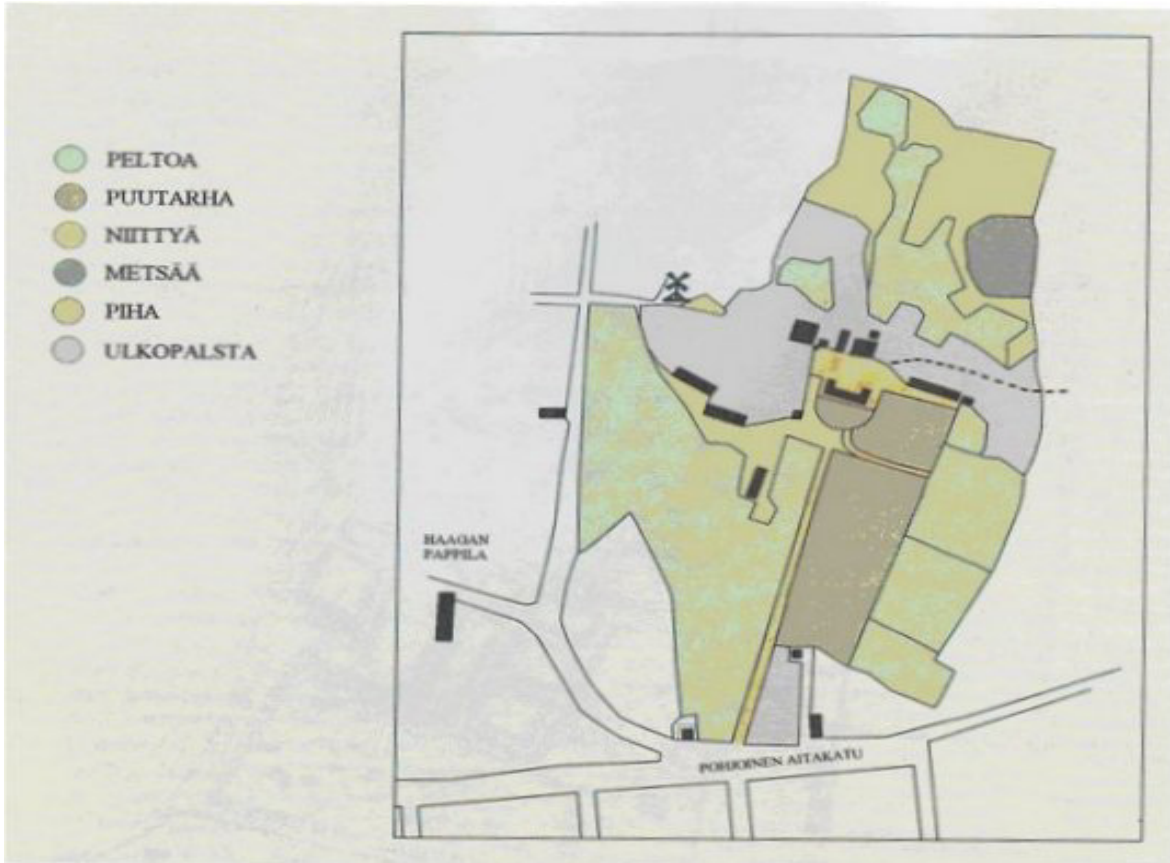 PELTOA
PUUTARHA
NIITTYÄ
METSÄÄ
PIHA
ULKOPALSTA
HAAGAN
PAPPILA
POHJOINEN AITAKATU